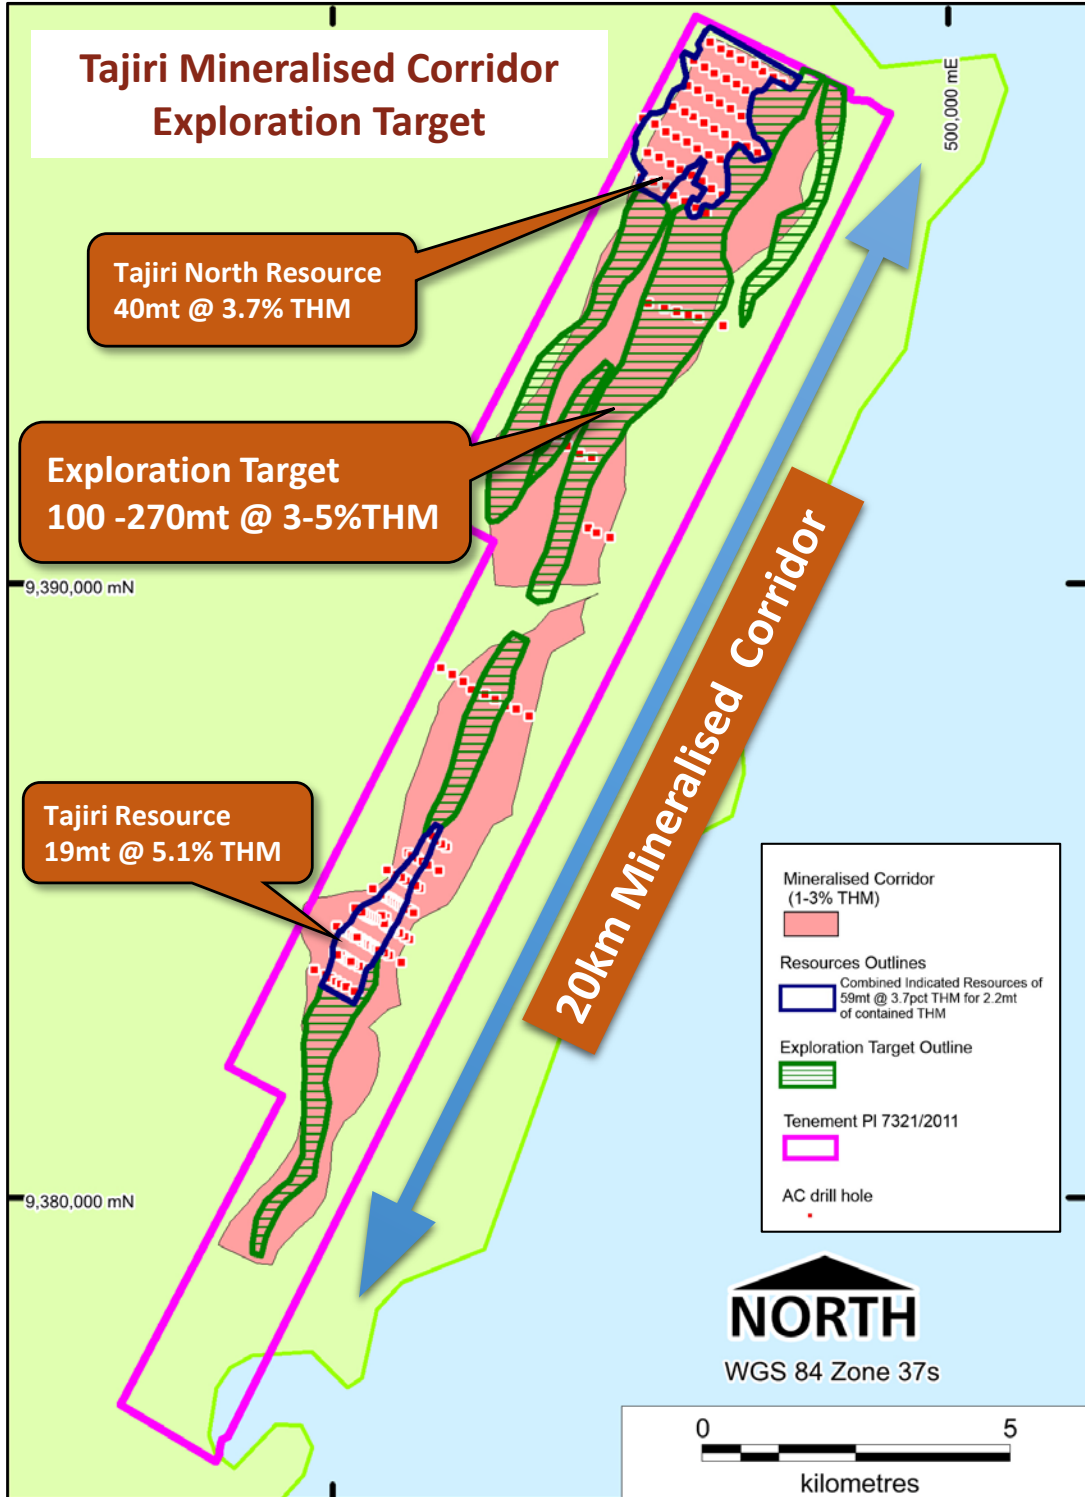 Tajiri Mineralised Corridor
Exploration Target
500,000 mE
Tajiri North Resource
40mt @ 3.7% THM
Exploration Target
100 -270mt @ 3-5%THM
9,390,000 mN
20km Mineralised Corridor
Tajiri Resource
19mt @ 5.1% THM
Mineralised Corridor
(1-3% THM)
Resources Outlines
Combined Indicated Resources of
59mt @ 3.7pct THM for 2.2mt
of contained THM
Exploration Target Outline
Tenement PI 7321/2011
AC drill hole
9,380,000 mN
NORTH
WGS 84 Zone 37s
0 5
kilometres